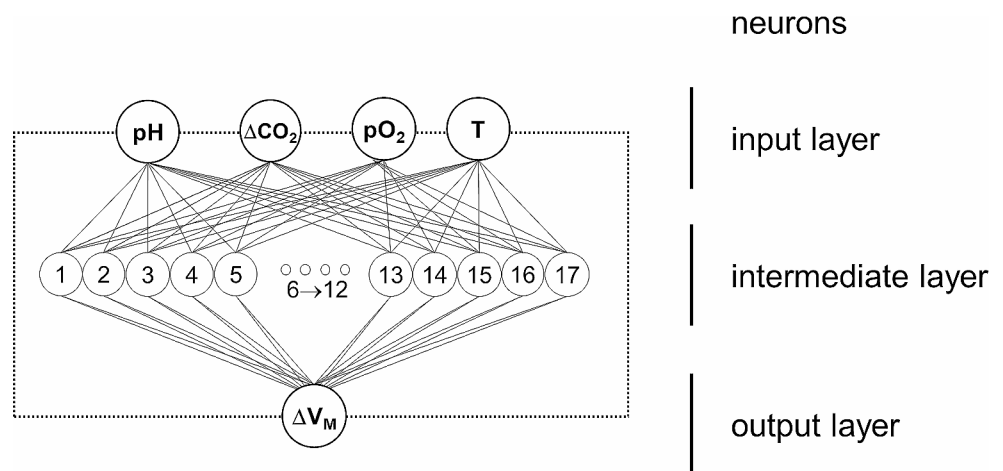 neurons
pH ΔCO₂ pO₂ T
input layer
1 2 3 4 5 13 14 15 16 17
6→12
intermediate layer
ΔV_M
output layer